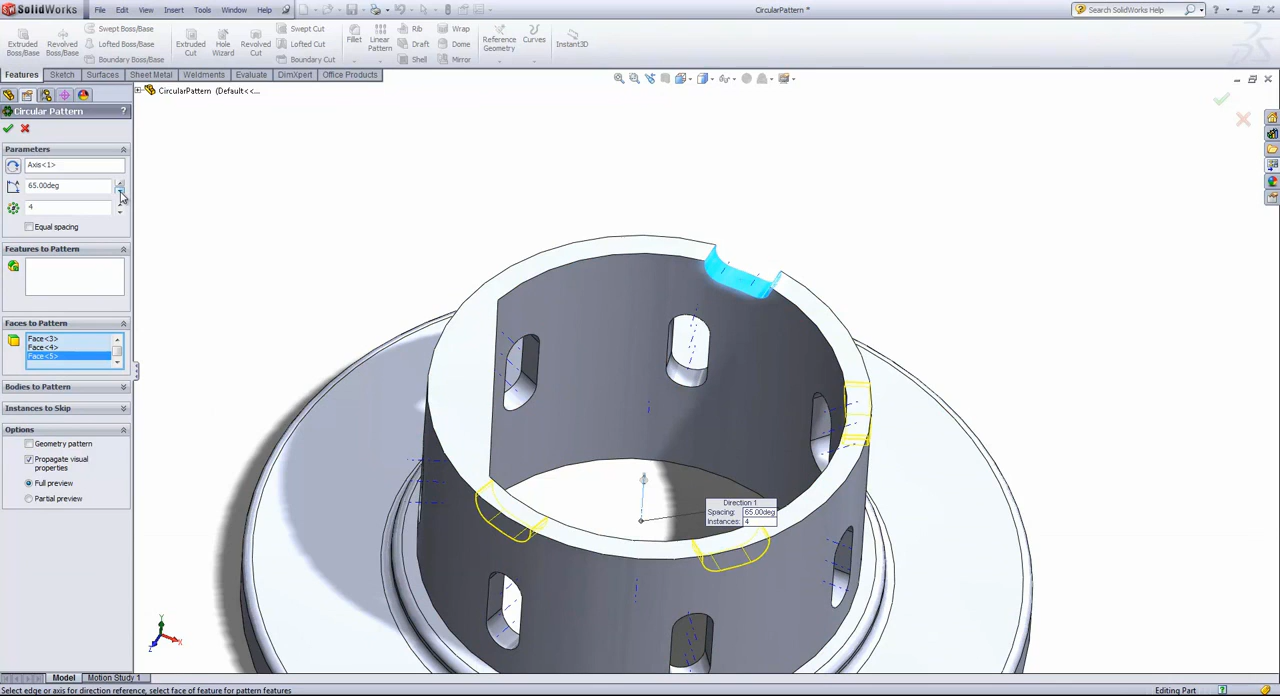 SolidWorks
File Edit View Insert Tools Window Help
CircularPattern *
Search SolidWorks Help
Extruded Boss/Base
Revolved Boss/Base
Swept Boss/Base
Lofted Boss/Base
Boundary Boss/Base
Extruded Cut
Hole Wizard
Revolved Cut
Swept Cut
Lofted Cut
Boundary Cut
Fillet
Linear Pattern
Rib
Draft
Shell
Wrap
Dome
Mirror
Reference Geometry
Curves
Instant3D
Features Sketch Surfaces Sheet Metal Weldments Evaluate DimXpert Office Products
CircularPattern (Default<<...
Circular Pattern ?
Parameters
Axis<1>
65.00deg
4
Equal spacing
Features to Pattern
Faces to Pattern
Face<3>
Face<4>
Face<5>
Bodies to Pattern
Instances to Skip
Options
Geometry pattern
Propagate visual
properties
Full preview
Partial preview
Direction 1
Spacing: 65.00deg
Instances: 4
Y
X
Z
Model Motion Study 1
Select edge or axis for direction reference, select face of feature for pattern features
Editing Part